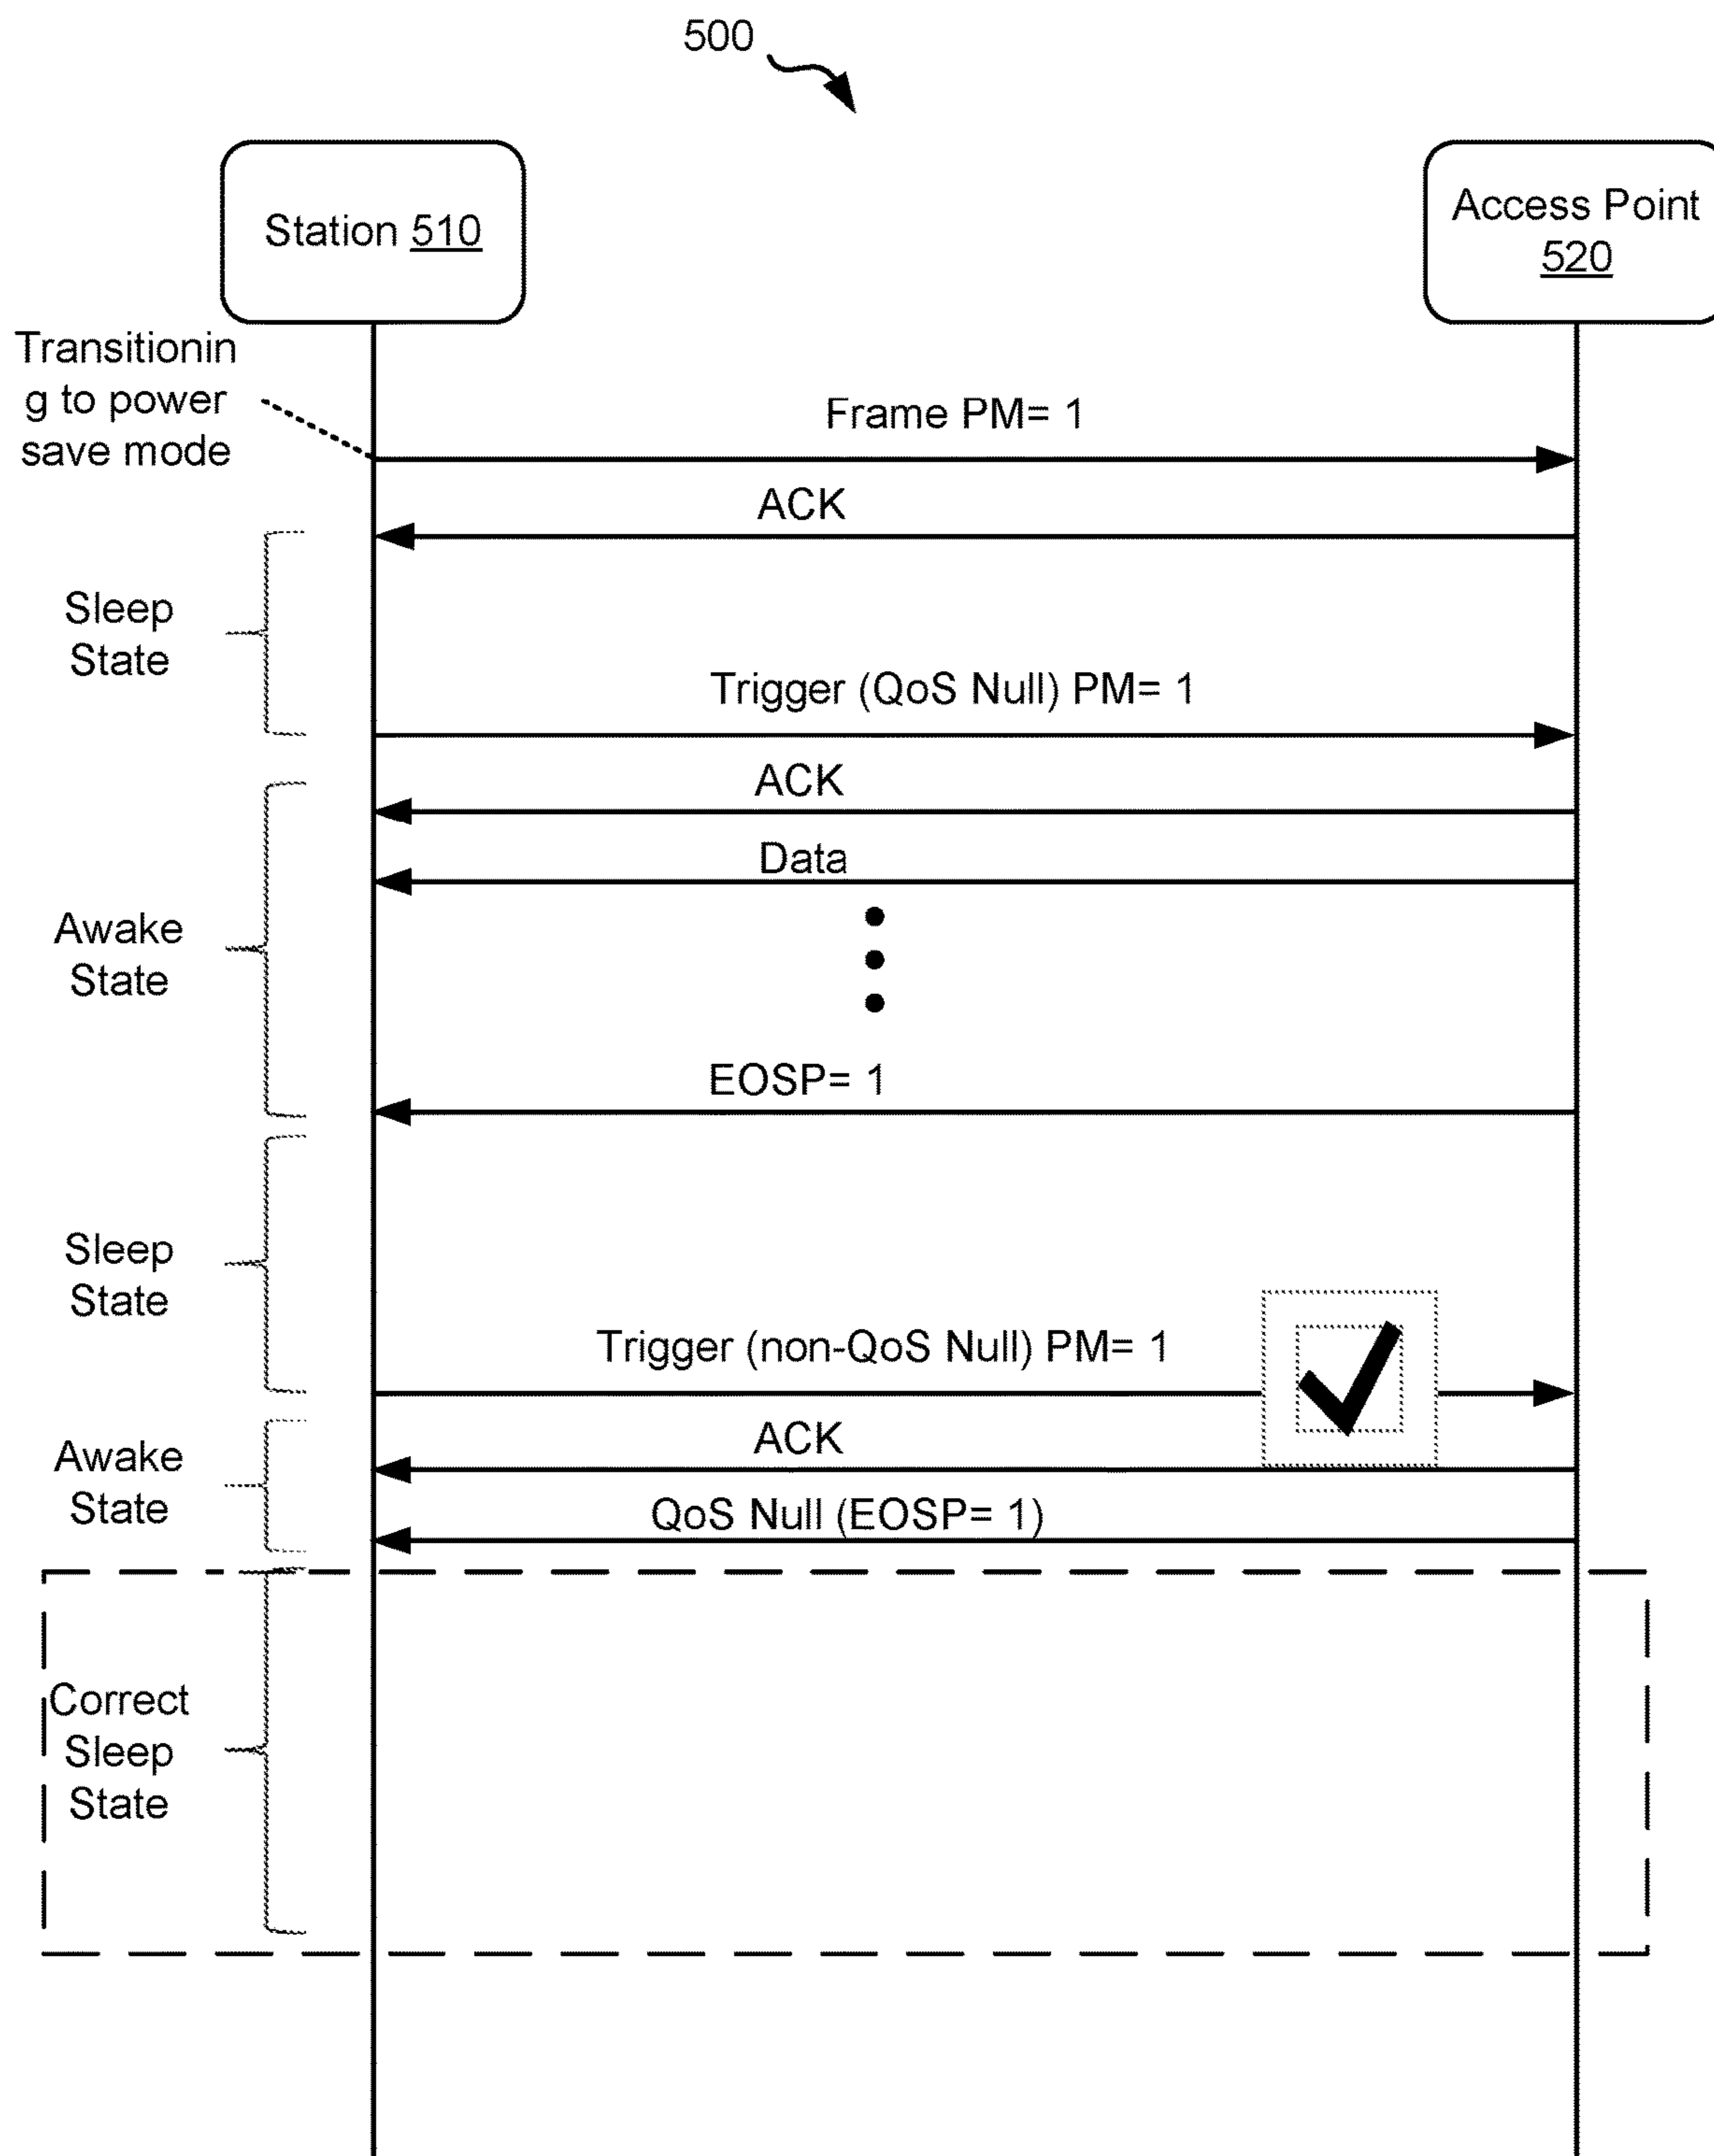 500
Station 510
Access Point
520
Transitionin
g to power
save mode
Frame PM= 1
ACK
Sleep
State
Trigger (QoS Null) PM= 1
ACK
Data
Awake
State
EOSP= 1
Sleep
State
Trigger (non-QoS Null) PM= 1
ACK
Awake
State
QoS Null (EOSP= 1)
Correct
Sleep
State